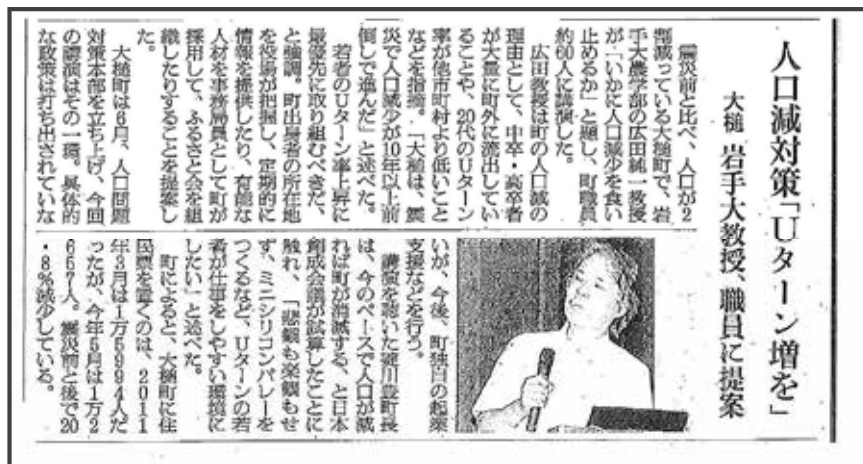 人口減対策「Uターン増を」
大槌 岩手大教授、職員に提案
震災前と比べ、人口が2
割減っている大槌町で、岩
手大農学部の広田純一教授
が「いかに人口減少を食い
止めるか」と題し、町職員
約60人に講演した。
広田教授は町の人口減の
理由として、中卒・高卒者
が大量に町外に流出してい
ることや、20代のUターン
率が他市町村より低いこと
などを指摘。「大槌は、震
災で人口減少が10年以上前
倒しで進んだ」と述べた。
若者のUターン率上昇に
最優先に取り組むべきだ、
と強調。町出身者の所在地
を役場が把握し、定期的に
情報を提供したり、有能な
人材を事務局員として町が
採用して、ふるさと会を組
織したりすることを提案し
た。
大槌町は6月、人口問題
対策本部を立ち上げ、今回
の講演はその一環。具体的
な政策は打ち出されていな
いが、今後、町独自の起業
支援などを行う。
講演を聴いた碇川豊町長
は、今のペースで人口が減
れば町が消滅する、と日本
創成会議が試算したことに
触れ、「悲観も楽観もせ
ず、ミニシリコンバレーを
つくるなど、Uターンの若
者が仕事をしやすい環境に
したい」と述べた。
町によると、大槌町に住
民票を置くのは、2011
年3月は1万5994人だ
ったが、今年5月は1万2
657人。震災前と後で20
・8%減少している。